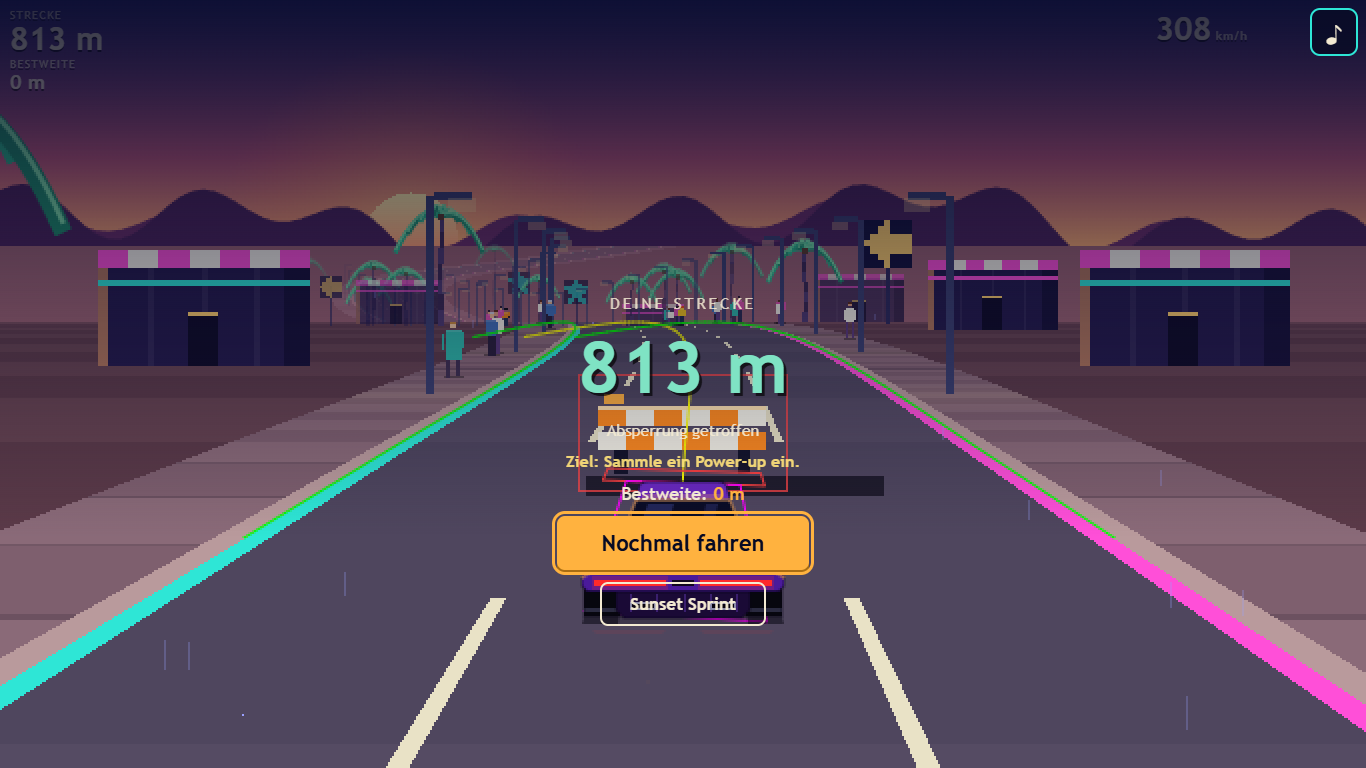 STRECKE
813 m
BESTWEITE
0 m
308 km/h
DEINE STRECKE
813 m
Absperrung getroffen
Ziel: Sammle ein Power-up ein.
Bestweite: 0 m
Nochmal fahren
Sunset Sprint